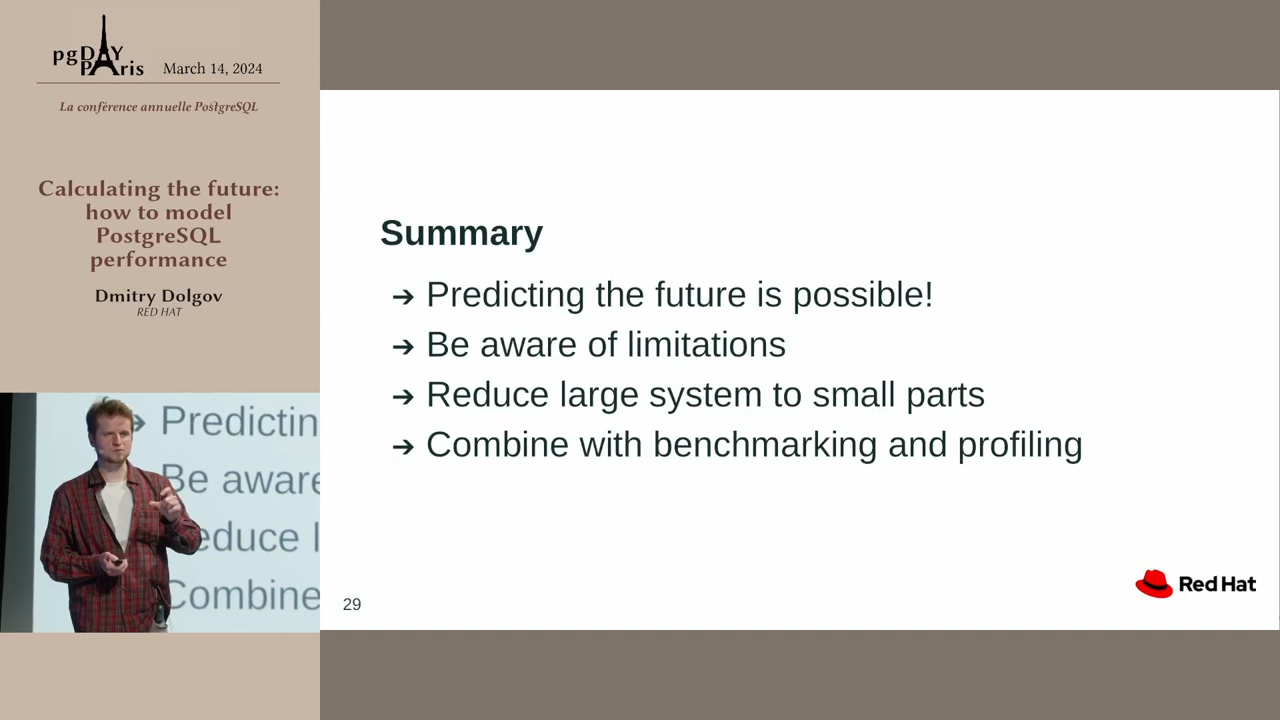 pgDAY
PAris
March 14, 2024
La conférence annuelle PostgreSQL
Calculating the future:
how to model
PostgreSQL
performance
Dmitry Dolgov
RED HAT
Summary
➔ Predicting the future is possible!
➔ Be aware of limitations
➔ Reduce large system to small parts
➔ Combine with benchmarking and profiling
29
Red Hat
Predictin
Be aware
educe l
Combine